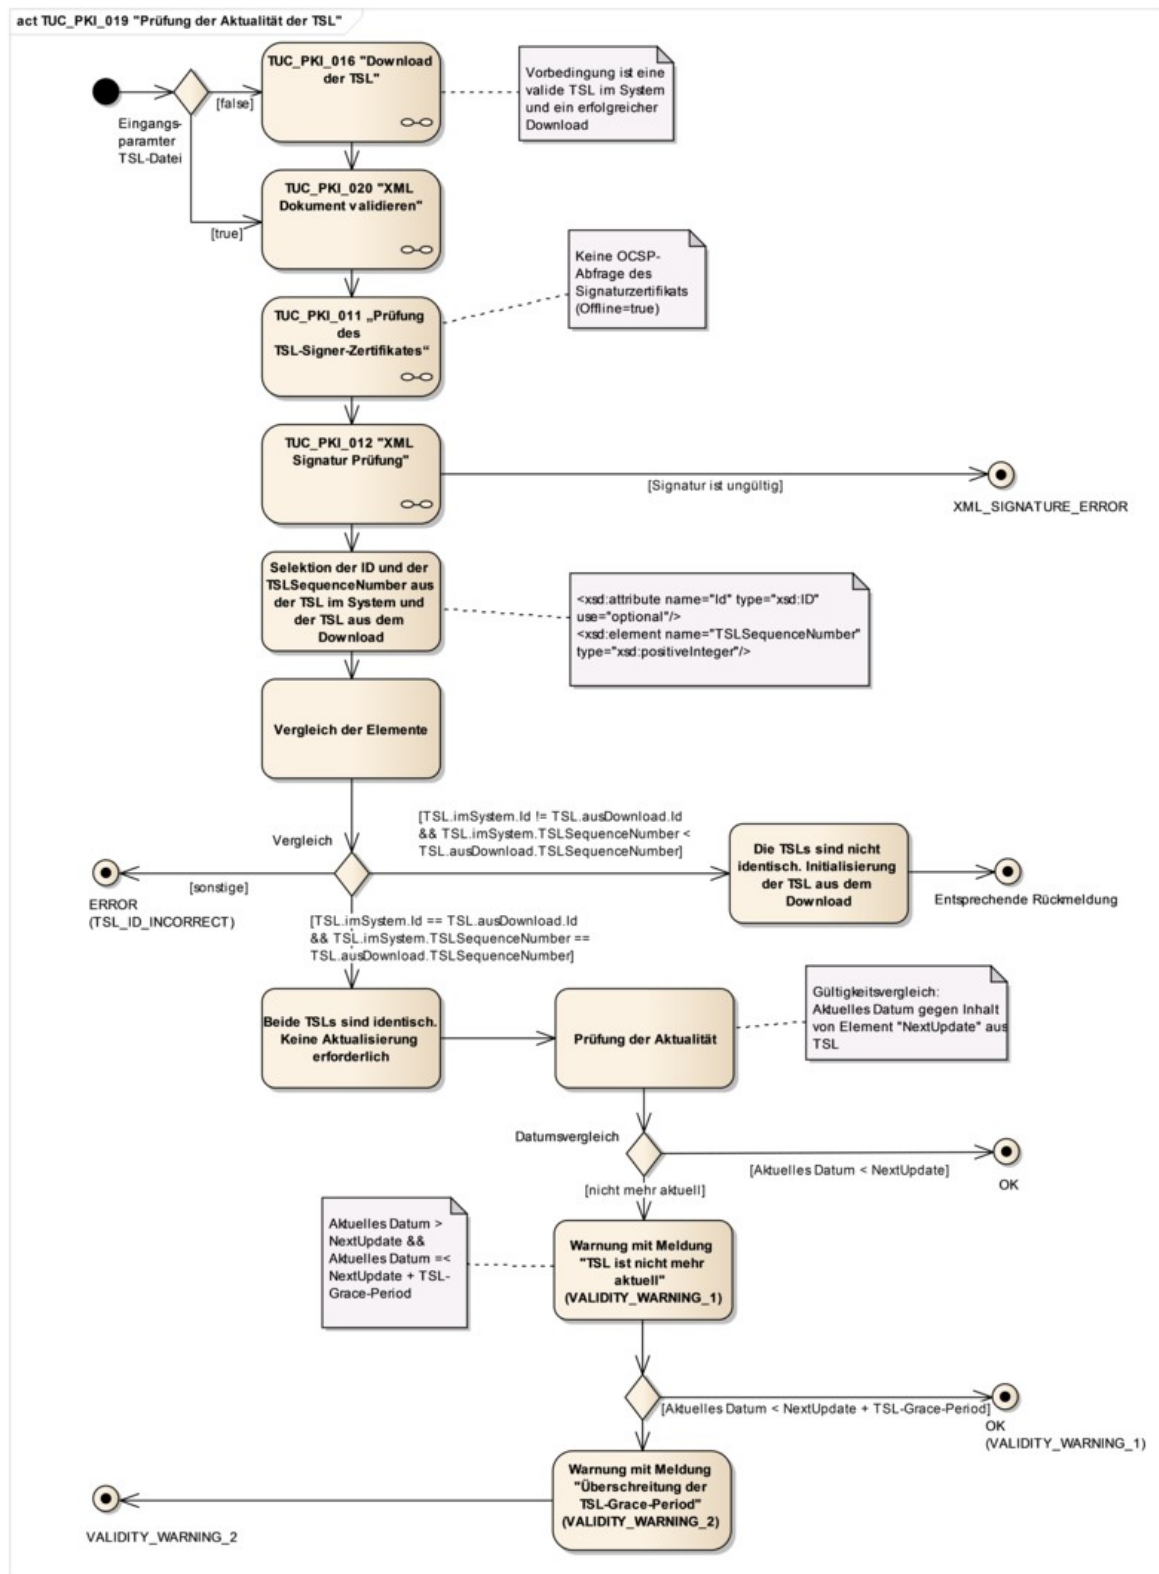 act TUC_PKI_019 "Prüfung der Aktualität der TSL"
TUC_PKI_016 "Download
der TSL"
Vorbedingung ist eine
valide TSL im System
und ein erfolgreicher
Download
[false]
Eingangs-
paramter
TSL-Datei
TUC_PKI_020 "XML
Dokument validieren"
[true]
Keine OCSP-
Abfrage des
Signaturzertifikats
(Offline=true)
TUC_PKI_011 „Prüfung
des
TSL-Signer-Zertifikates“
TUC_PKI_012 "XML
Signatur Prüfung"
[Signatur ist ungültig]
XML_SIGNATURE_ERROR
Selektion der ID und der
TSLSequenceNumber aus
der TSL im System und
der TSL aus dem
Download
<xsd:attribute name="Id" type="xsd:ID"
use="optional"/>
<xsd:element name="TSLSequenceNumber"
type="xsd:positiveInteger"/>
Vergleich der Elemente
[TSL.imSystem.Id != TSL.ausDownload.Id
&& TSL.imSystem.TSLSequenceNumber <
TSL.ausDownload.TSLSequenceNumber]
Vergleich
Die TSLs sind nicht
identisch. Initialisierung
der TSL aus dem
Download
Entsprechende Rückmeldung
[sonstige]
ERROR
(TSL_ID_INCORRECT)
[TSL.imSystem.Id == TSL.ausDownload.Id
&& TSL.imSystem.TSLSequenceNumber ==
TSL.ausDownload.TSLSequenceNumber]
Gültigkeitsvergleich:
Aktuelles Datum gegen Inhalt
von Element "NextUpdate" aus
TSL
Beide TSLs sind identisch.
Keine Aktualisierung
erforderlich
Prüfung der Aktualität
Datumsvergleich
[Aktuelles Datum < NextUpdate]
OK
[nicht mehr aktuell]
Aktuelles Datum >
NextUpdate &&
Aktuelles Datum =<
NextUpdate + TSL-
Grace-Period
Warnung mit Meldung
"TSL ist nicht mehr
aktuell"
(VALIDITY_WARNING_1)
[Aktuelles Datum < NextUpdate + TSL-Grace-Period]
OK
(VALIDITY_WARNING_1)
Warnung mit Meldung
"Überschreitung der
TSL-Grace-Period"
(VALIDITY_WARNING_2)
VALIDITY_WARNING_2